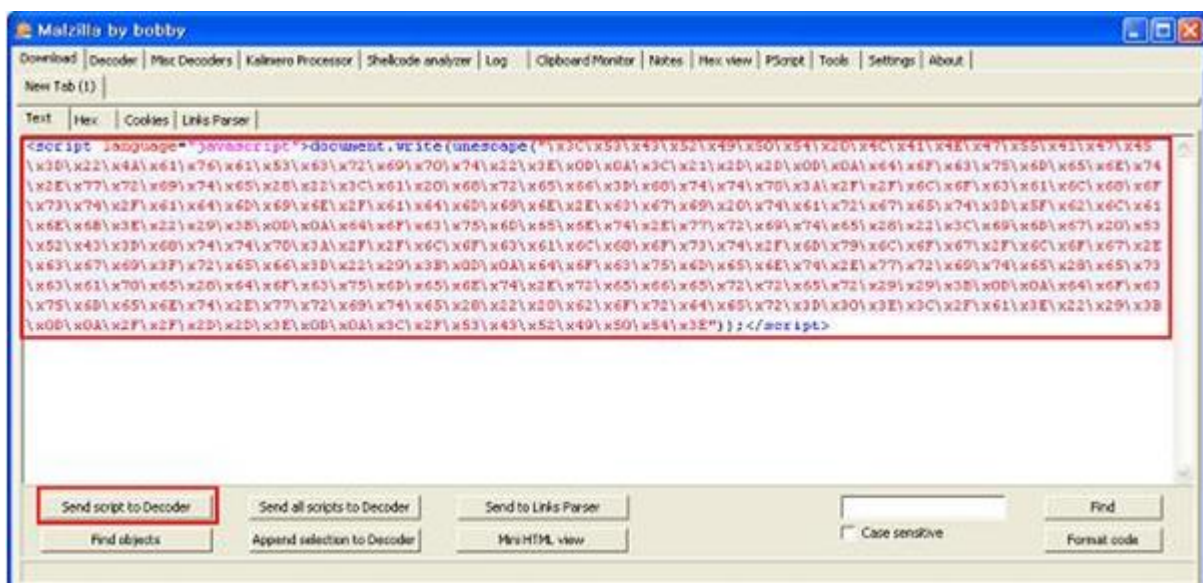 Malzilla by bobby
Download Decoder Misc Decoders Kalimero Processor Shellcode analyzer Log Clipboard Monitor Notes Hex view PScript Tools Settings About
New Tab (1)
Text Hex Cookies Links Parser
<script language="javascript">document.write(unescape("\x3C\x53\x43\x52\x49\x50\x54\x20\x4C\x41\x4E\x47\x55\x41\x47\x45
\x3D\x22\x4A\x61\x76\x61\x53\x63\x72\x69\x70\x74\x22\x3E\x0D\x0A\x3C\x21\x2D\x2D\x0D\x0A\x64\x6F\x63\x75\x6D\x65\x6E\x74
\x2E\x77\x72\x69\x74\x65\x28\x22\x3C\x61\x20\x68\x72\x65\x66\x3D\x68\x74\x74\x70\x3A\x2F\x2F\x6C\x6F\x63\x61\x6C\x68\x6F
\x73\x74\x2F\x61\x64\x6D\x69\x6E\x2F\x61\x64\x6D\x69\x6E\x2E\x63\x67\x69\x20\x74\x61\x72\x67\x65\x74\x3D\x5F\x62\x6C\x61
\x6E\x6B\x3E\x22\x29\x3B\x0D\x0A\x64\x6F\x63\x75\x6D\x65\x6E\x74\x2E\x77\x72\x69\x74\x65\x28\x22\x3C\x69\x6D\x67\x20\x53
\x52\x43\x3D\x68\x74\x74\x70\x3A\x2F\x2F\x6C\x6F\x63\x61\x6C\x68\x6F\x73\x74\x2F\x6D\x79\x6C\x6F\x67\x2F\x6C\x6F\x67\x2E
\x63\x67\x69\x3F\x72\x65\x66\x3D\x22\x29\x3B\x0D\x0A\x64\x6F\x63\x75\x6D\x65\x6E\x74\x2E\x77\x72\x69\x74\x65\x28\x65\x73
\x63\x61\x70\x65\x28\x64\x6F\x63\x75\x6D\x65\x6E\x74\x2E\x72\x65\x66\x65\x72\x72\x65\x72\x29\x29\x3B\x0D\x0A\x64\x6F\x63
\x75\x6D\x65\x6E\x74\x2E\x77\x72\x69\x74\x65\x28\x22\x20\x62\x6F\x72\x64\x65\x72\x3D\x30\x3E\x3C\x2F\x61\x3E\x22\x29\x3B
\x0D\x0A\x2F\x2F\x2D\x2D\x3E\x0D\x0A\x3C\x2F\x53\x43\x52\x49\x50\x54\x3E"));</script>
Send script to Decoder Send all scripts to Decoder Send to Links Parser Find
Find objects Append selection to Decoder Mini HTML view Case sensitive Format code